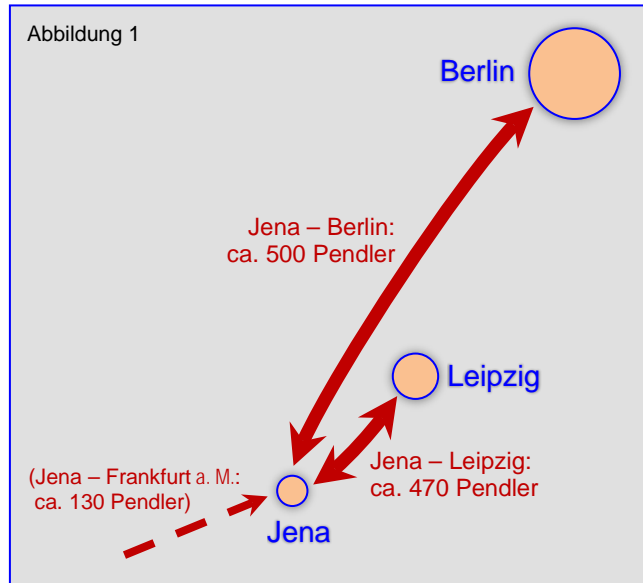 Abbildung 1
Berlin
Jena – Berlin:
ca. 500 Pendler
Leipzig
Jena – Leipzig:
ca. 470 Pendler
(Jena – Frankfurt a. M.:
ca. 130 Pendler)
Jena